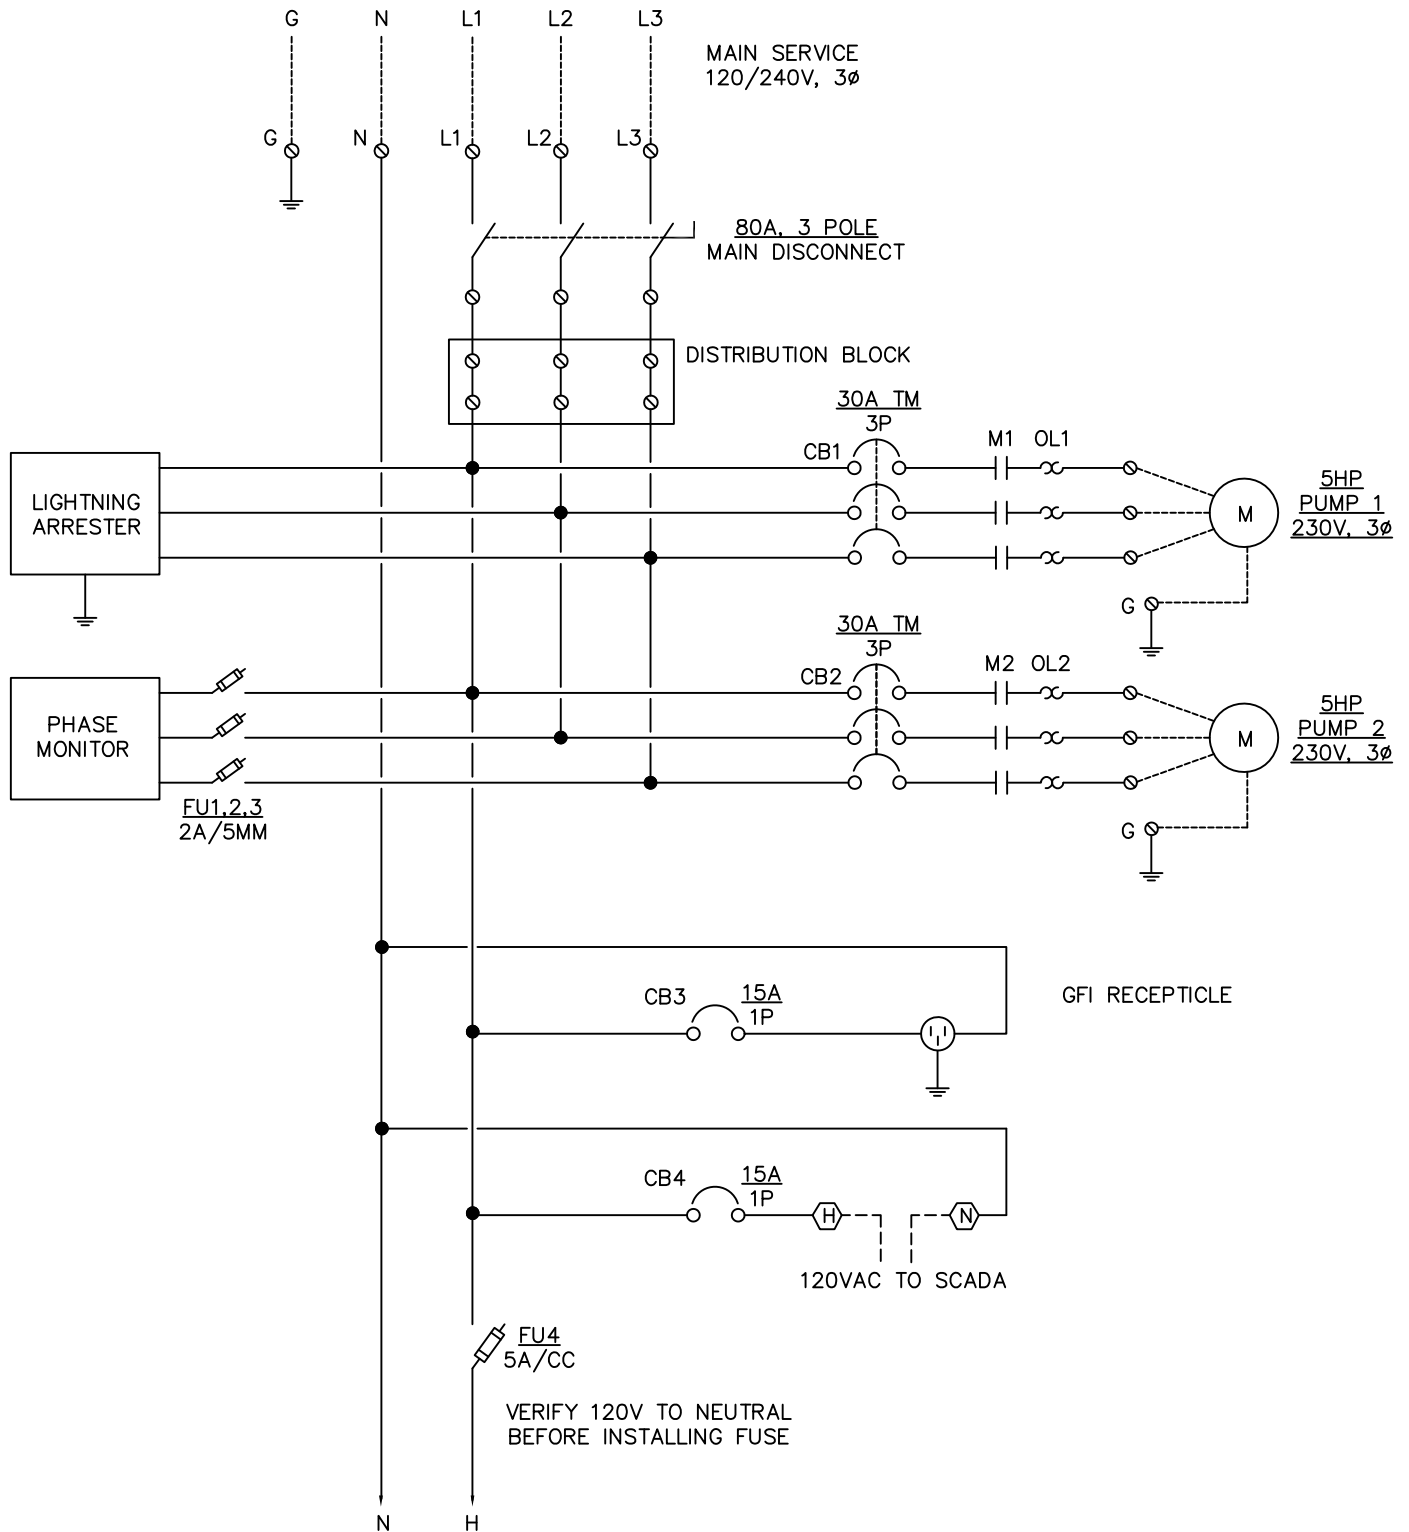 G N L1 L2 L3
MAIN SERVICE
120/240V, 3ø
G N L1 L2 L3
80A, 3 POLE
MAIN DISCONNECT
DISTRIBUTION BLOCK
30A TM
3P
CB1
M1 OL1
LIGHTNING
ARRESTER
M
5HP
PUMP 1
230V, 3ø
G
30A TM
3P
CB2
M2 OL2
PHASE
MONITOR
M
5HP
PUMP 2
230V, 3ø
FU1,2,3
2A/5MM
G
CB3
15A
1P
GFI RECEPTICLE
CB4
15A
1P
H
N
120VAC TO SCADA
FU4
5A/CC
VERIFY 120V TO NEUTRAL
BEFORE INSTALLING FUSE
N H